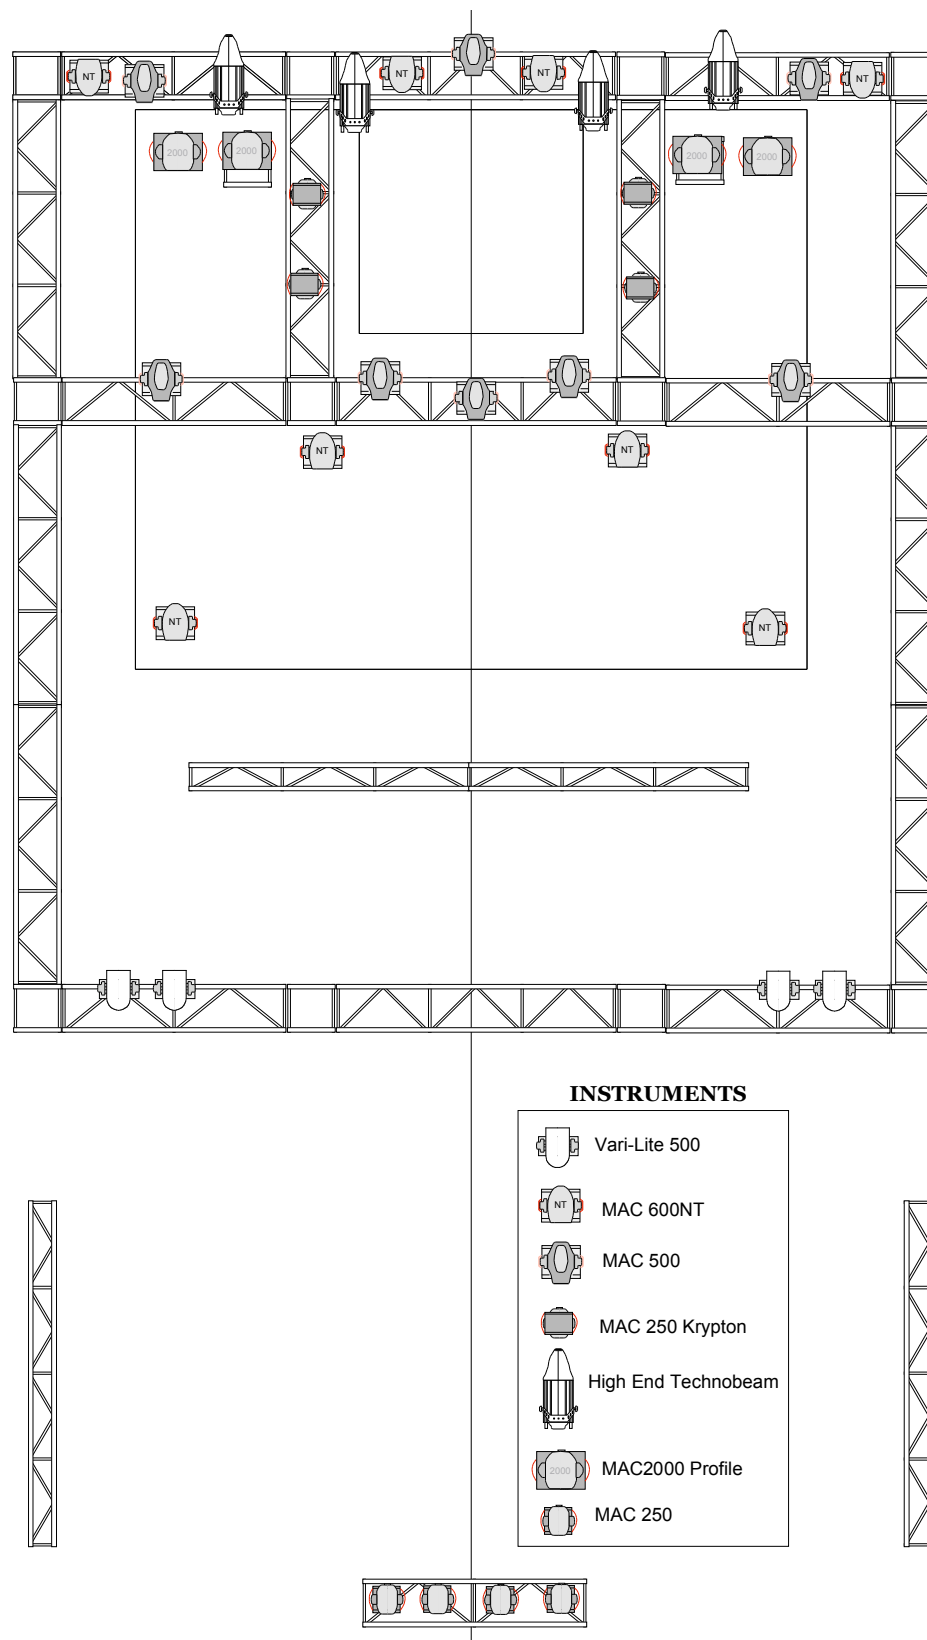 NT
NT
NT
NT
2000
2000
2000
2000
NT
NT
NT
NT
INSTRUMENTS
Vari-Lite 500
NT
MAC 600NT
MAC 500
MAC 250 Krypton
High End Technobeam
2000
MAC2000 Profile
MAC 250